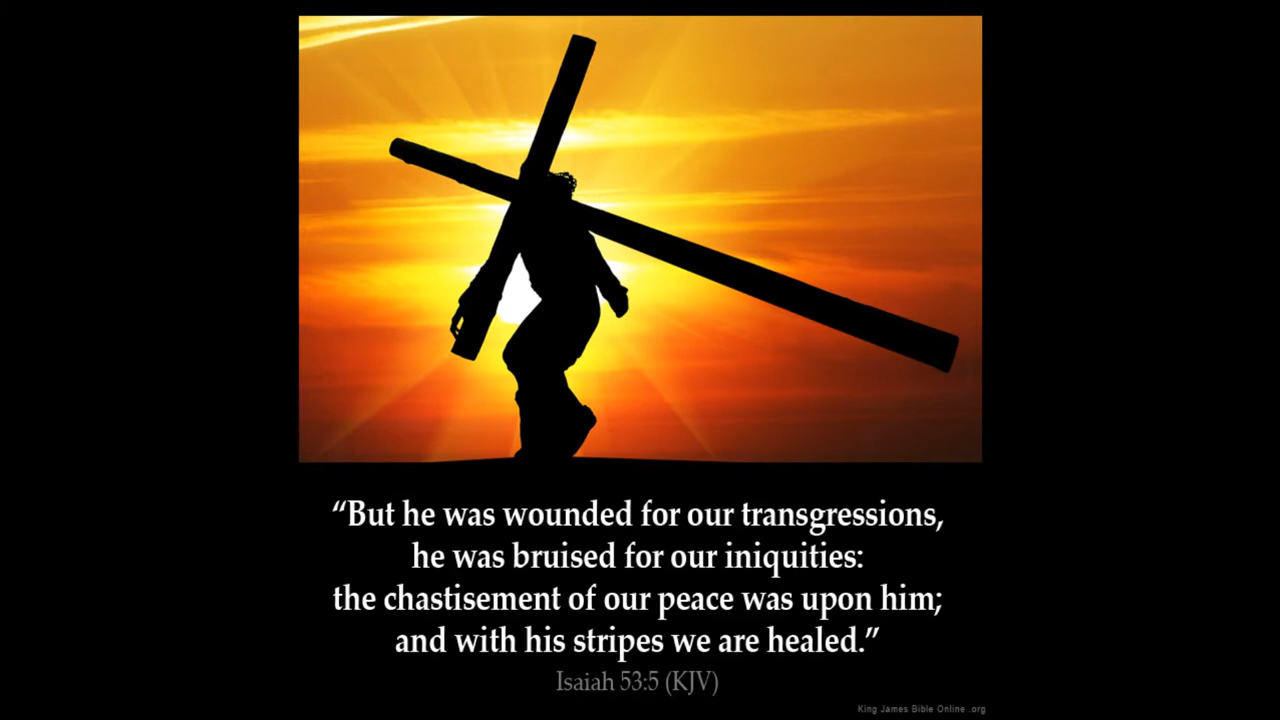 “But he was wounded for our transgressions,
he was bruised for our iniquities:
the chastisement of our peace was upon him;
and with his stripes we are healed.”
Isaiah 53:5 (KJV)
King James Bible Online .org